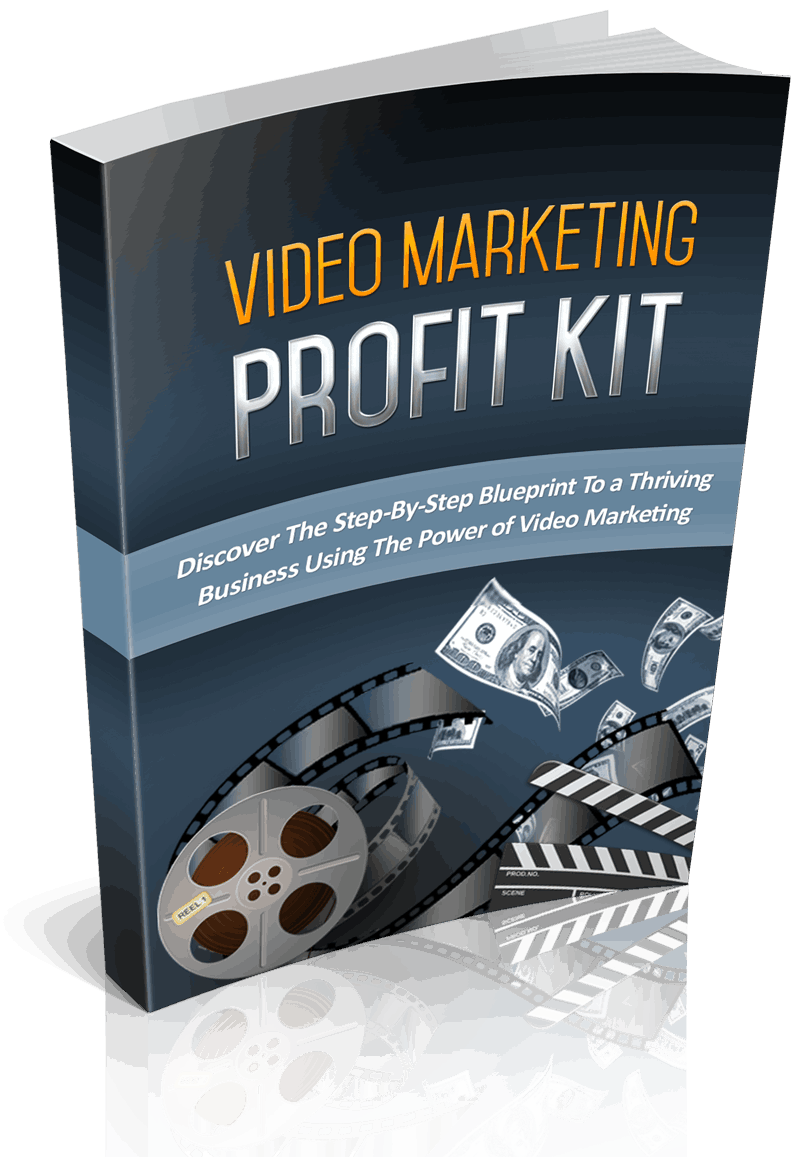 VIDEO MARKETING
PROFIT KIT
Discover The Step-By-Step Blueprint To a Thriving
Business Using The Power of Video Marketing
REEL 1
PROD.NO.
SCENE